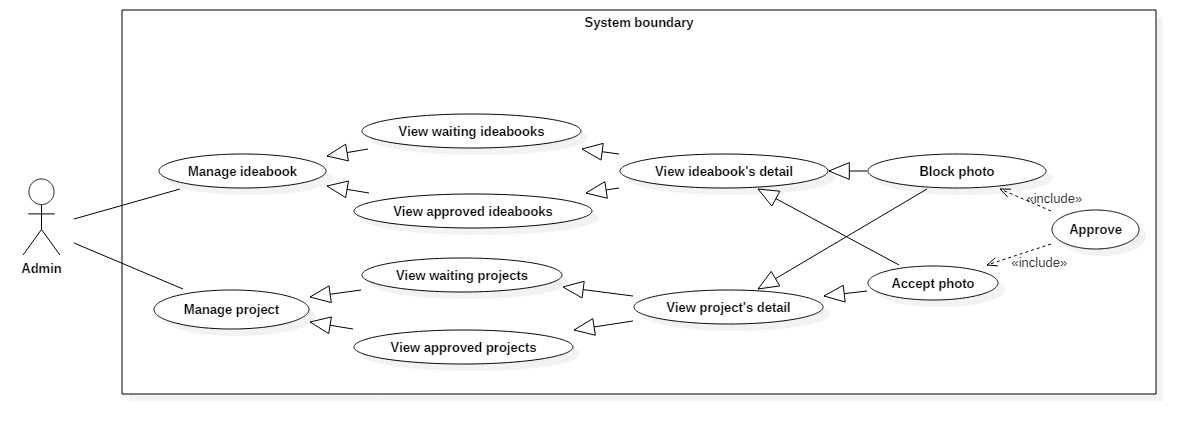 System boundary
View waiting ideabooks
Manage ideabook
View ideabook's detail
Block photo
«include»
View approved ideabooks
Approve
Admin
«include»
View waiting projects
Accept photo
Manage project
View project's detail
View approved projects